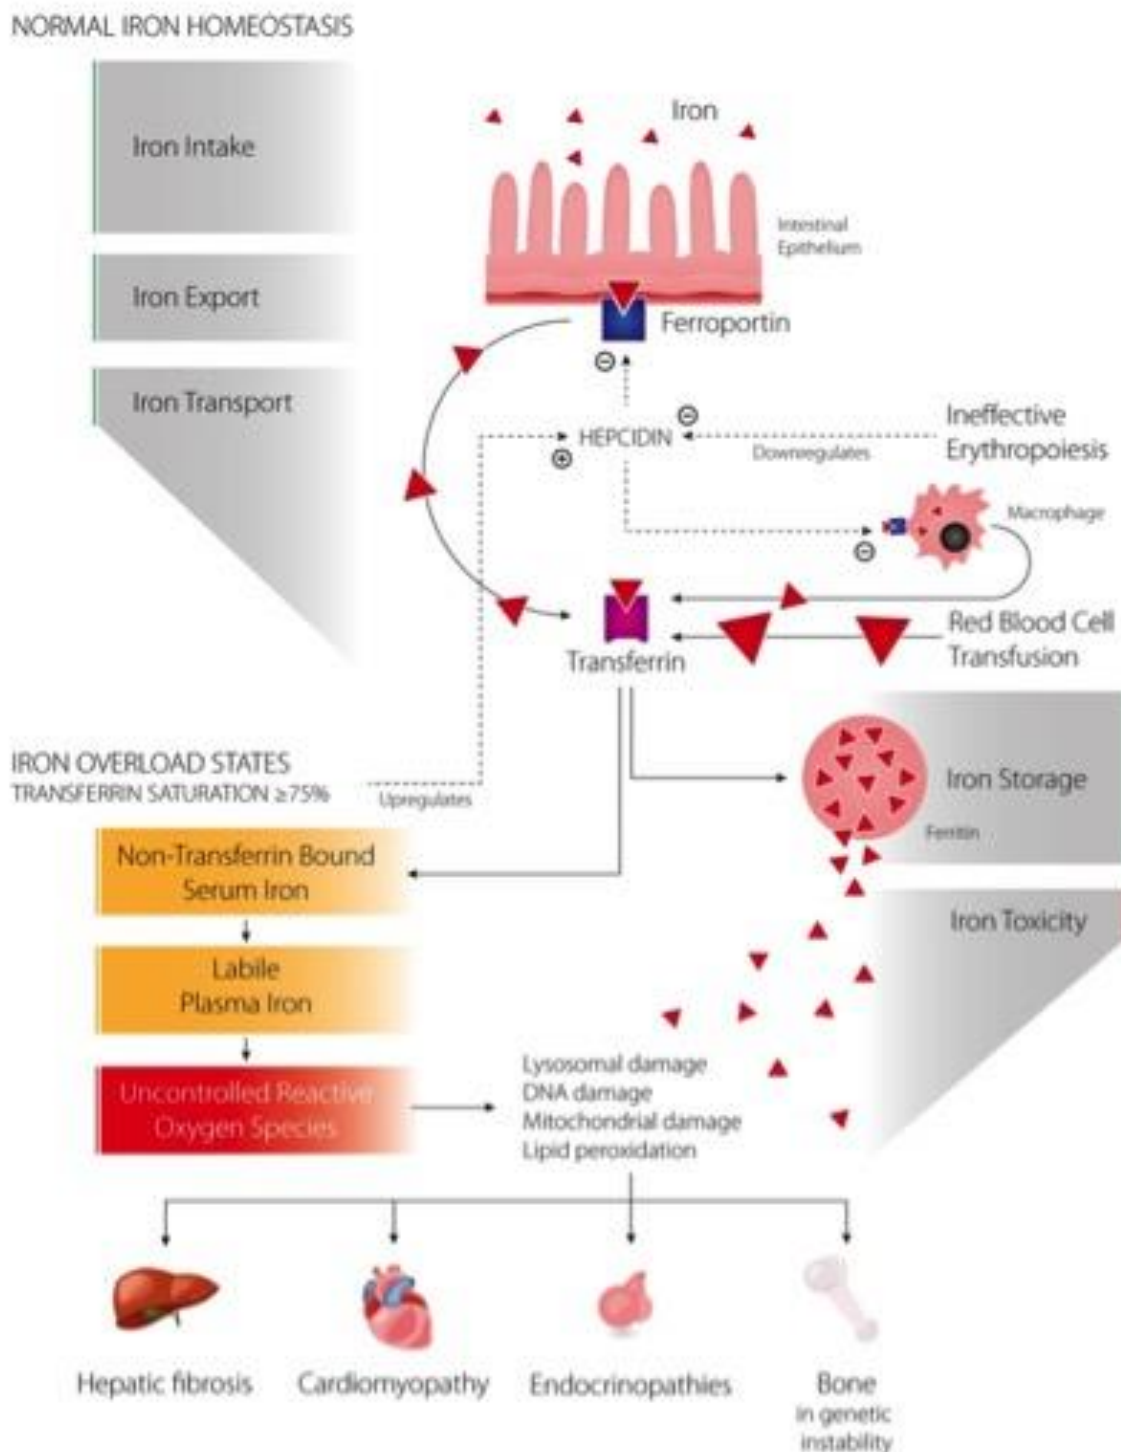 NORMAL IRON HOMEOSTASIS
Iron Intake
Iron
Intestinal
Epithelium
Iron Export
Ferroportin
Iron Transport
HEPCIDIN
Downregulates
Ineffective
Erythropoiesis
Macrophage
Red Blood Cell
Transfusion
Transferrin
IRON OVERLOAD STATES
TRANSFERRIN SATURATION ≥75%
Upregulates
Iron Storage
Ferritin
Non-Transferrin Bound
Serum Iron
Iron Toxicity
Labile
Plasma Iron
Uncontrolled Reactive
Oxygen Species
Lysosomal damage
DNA damage
Mitochondrial damage
Lipid peroxidation
Hepatic fibrosis
Cardiomyopathy
Endocrinopathies
Bone
in genetic
instability